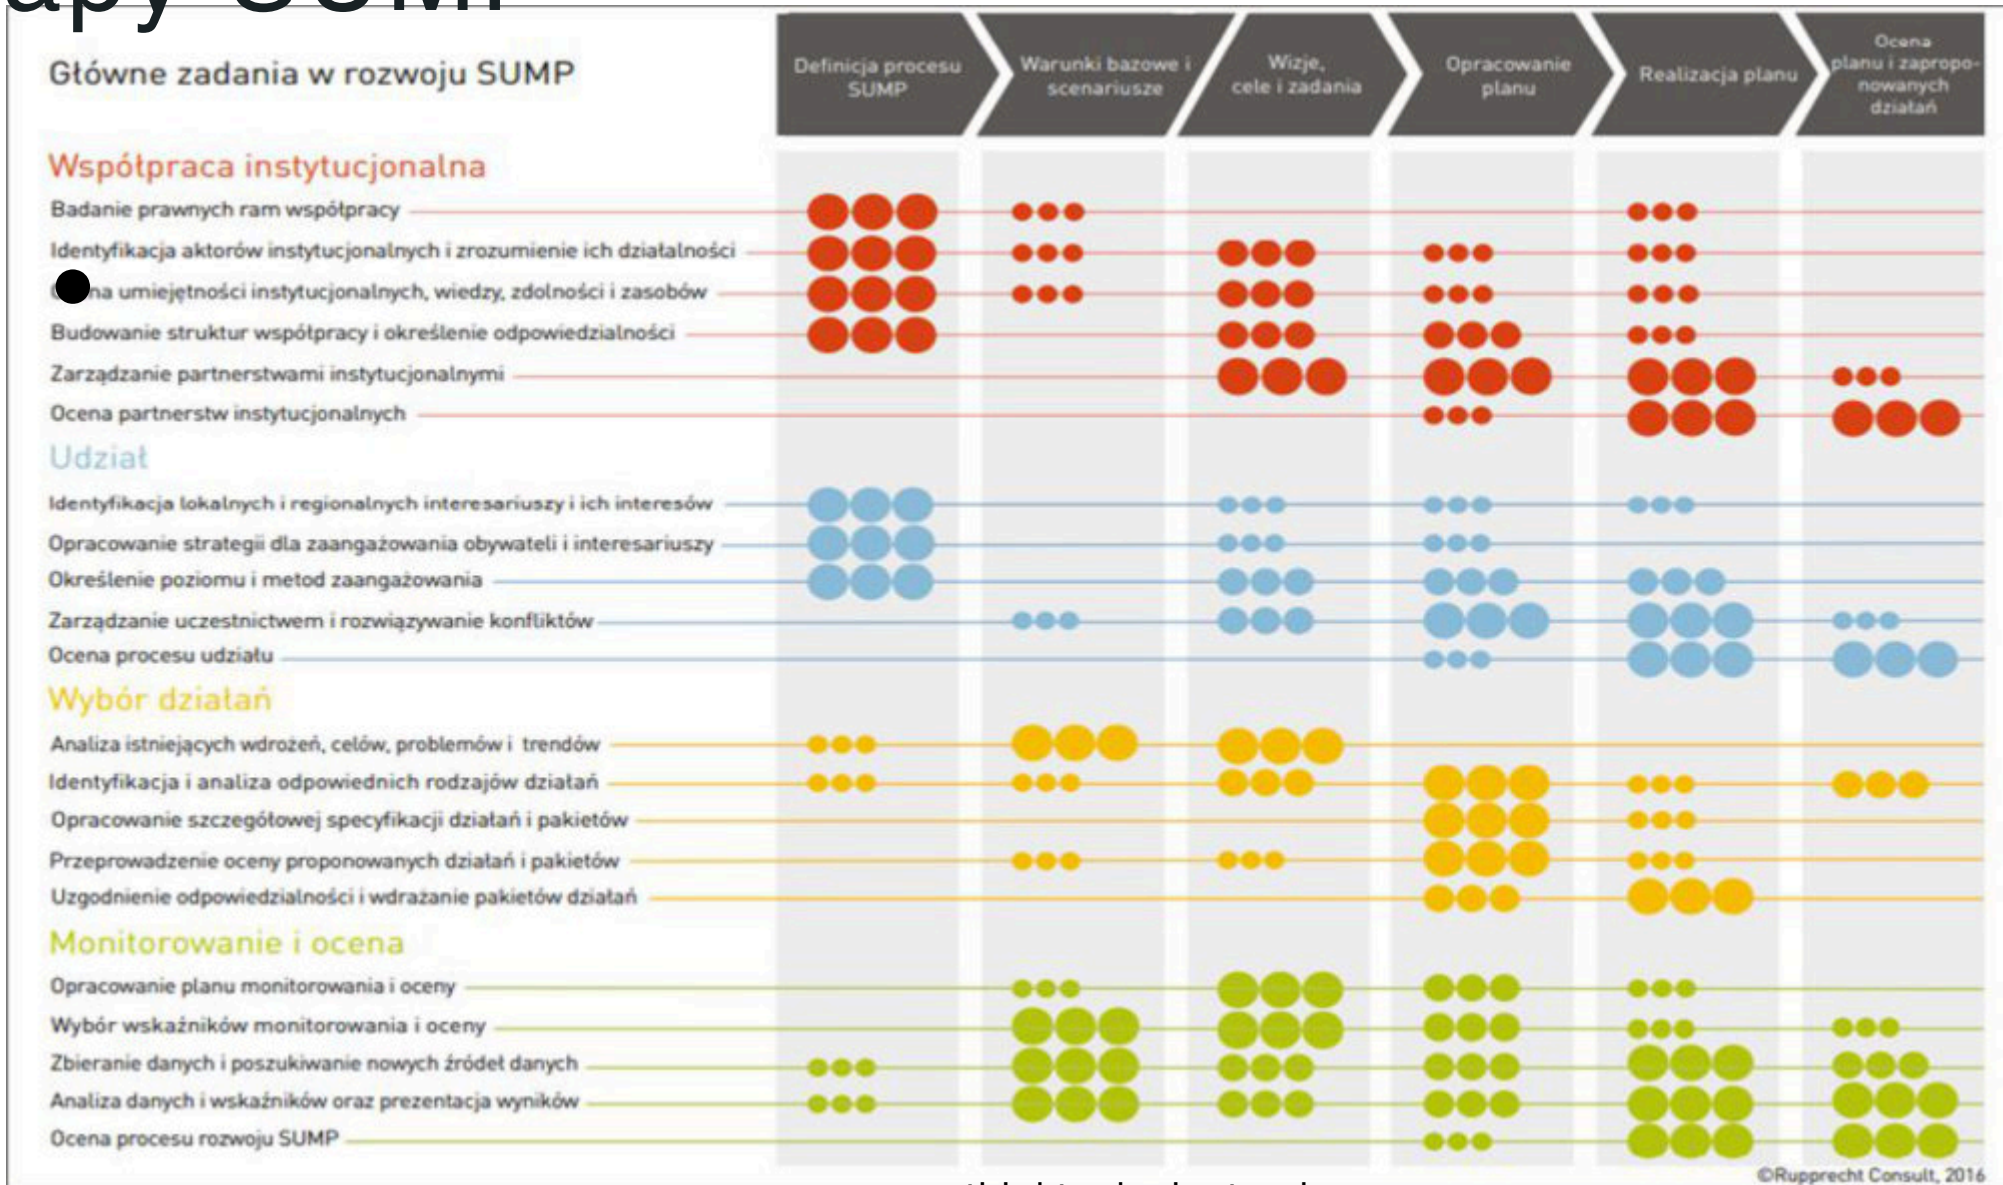 SUMP
Główne zadania w rozwoju SUMP
Definicja procesu
SUMP
Warunki bazowe i
scenariusze
Wizje,
cele i zadania
Opracowanie
planu
Realizacja planu
Ocena
planu i zapropo-
nowanych
działań
Współpraca instytucjonalna
Badanie prawnych ram współpracy
Identyfikacja aktorów instytucjonalnych i zrozumienie ich działalności
umiejętności instytucjonalnych, wiedzy, zdolności i zasobów
Budowanie struktur współpracy i określenie odpowiedzialności
Zarządzanie partnerstwami instytucjonalnymi
Ocena partnerstw instytucjonalnych
Udział
Identyfikacja lokalnych i regionalnych interesariuszy i ich interesów
Opracowanie strategii dla zaangażowania obywateli i interesariuszy
Określenie poziomu i metod zaangażowania
Zarządzanie uczestnictwem i rozwiązywanie konfliktów
Ocena procesu udziału
Wybór działań
Analiza istniejących wdrożeń, celów, problemów i trendów
Identyfikacja i analiza odpowiednich rodzajów działań
Opracowanie szczegółowej specyfikacji działań i pakietów
Przeprowadzenie oceny proponowanych działań i pakietów
Uzgodnienie odpowiedzialności i wdrażanie pakietów działań
Monitorowanie i ocena
Opracowanie planu monitorowania i oceny
Wybór wskaźników monitorowania i oceny
Zbieranie danych i poszukiwanie nowych źródeł danych
Analiza danych i wskaźników oraz prezentacja wyników
Ocena procesu rozwoju SUMP
©Rupprecht Consult, 2016